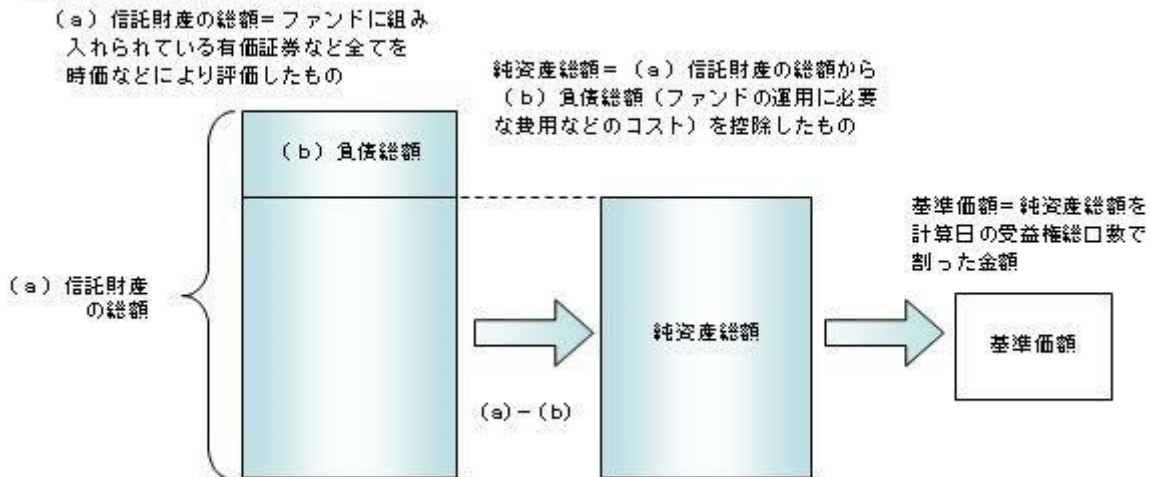 (a) 信託財産の総額=ファンドに組み
入れられている有価証券など全てを
時価などにより評価したもの
純資産総額= (a) 信託財産の総額から
(b) 負債総額(ファンドの運用に必要
な費用などのコスト)を控除したもの
(b) 負債総額
基準価額=純資産総額を
計算日の受益権総口数で
割った金額
(a) 信託財産
の総額
純資産総額
基準価額
(a)-(b)